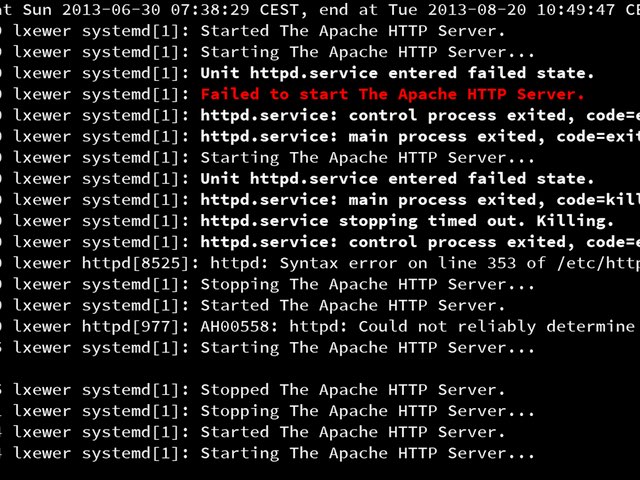 at Sun 2013-06-30 07:38:29 CEST, end at Tue 2013-08-20 10:49:47 CE
lxewer systemd[1]: Started The Apache HTTP Server.
lxewer systemd[1]: Starting The Apache HTTP Server...
lxewer systemd[1]: Unit httpd.service entered failed state.
lxewer systemd[1]: Failed to start The Apache HTTP Server.
lxewer systemd[1]: httpd.service: control process exited, code=e
lxewer systemd[1]: httpd.service: main process exited, code=exit
lxewer systemd[1]: Starting The Apache HTTP Server...
lxewer systemd[1]: Unit httpd.service entered failed state.
lxewer systemd[1]: httpd.service: main process exited, code=kill
lxewer systemd[1]: httpd.service stopping timed out. Killing.
lxewer systemd[1]: httpd.service: control process exited, code=e
lxewer httpd[8525]: httpd: Syntax error on line 353 of /etc/http
lxewer systemd[1]: Stopping The Apache HTTP Server...
lxewer systemd[1]: Started The Apache HTTP Server.
lxewer httpd[977]: AH00558: httpd: Could not reliably determine
lxewer systemd[1]: Starting The Apache HTTP Server...
lxewer systemd[1]: Stopped The Apache HTTP Server.
lxewer systemd[1]: Stopping The Apache HTTP Server...
lxewer systemd[1]: Started The Apache HTTP Server.
lxewer systemd[1]: Starting The Apache HTTP Server...